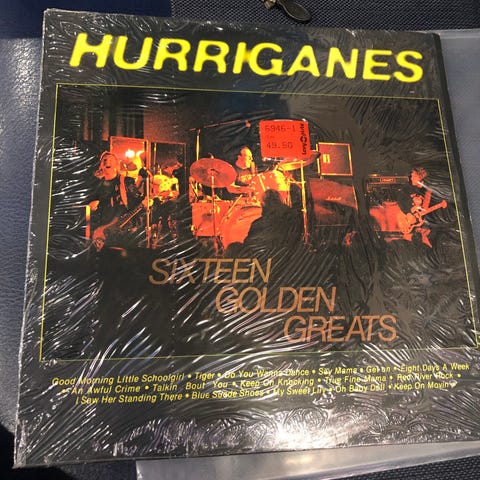 HURRIGANES
6946-1
49.50
SIXTEEN
GOLDEN
GREATS
Good Morning Little Schoolgirl • Tiger • Do You Wanna Dance • Say Mama • Get on • Eight Days A Week
• An Awful Crime • Talkin' Bout You • Keep On Knocking • True Fine Mama • Red River Rock •
I Saw Her Standing There • Blue Suede Shoes • My Sweet Lily • Oh Baby Doll • Keep On Movin'